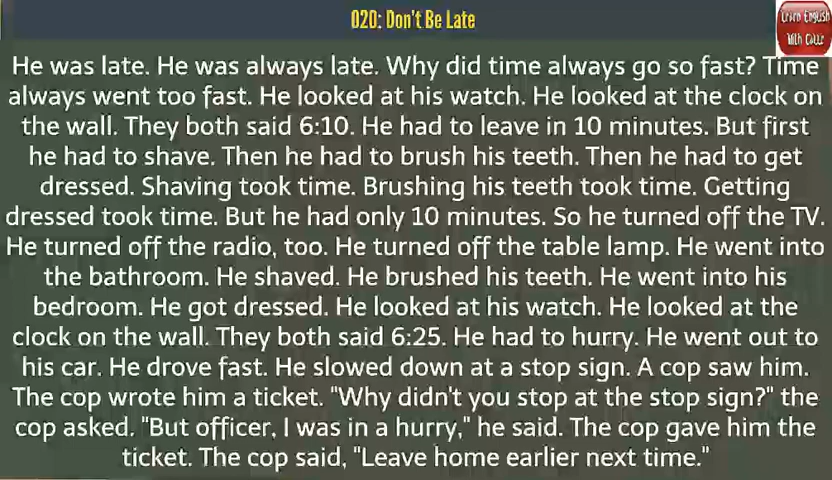 020: Don't Be Late
Learn English
With Cullz
He was late. He was always late. Why did time always go so fast? Time
always went too fast. He looked at his watch. He looked at the clock on
the wall. They both said 6:10. He had to leave in 10 minutes. But first
he had to shave. Then he had to brush his teeth. Then he had to get
dressed. Shaving took time. Brushing his teeth took time. Getting
dressed took time. But he had only 10 minutes. So he turned off the TV.
He turned off the radio, too. He turned off the table lamp. He went into
the bathroom. He shaved. He brushed his teeth. He went into his
bedroom. He got dressed. He looked at his watch. He looked at the
clock on the wall. They both said 6:25. He had to hurry. He went out to
his car. He drove fast. He slowed down at a stop sign. A cop saw him.
The cop wrote him a ticket. "Why didn't you stop at the stop sign?" the
cop asked. "But officer, I was in a hurry," he said. The cop gave him the
ticket. The cop said, "Leave home earlier next time."